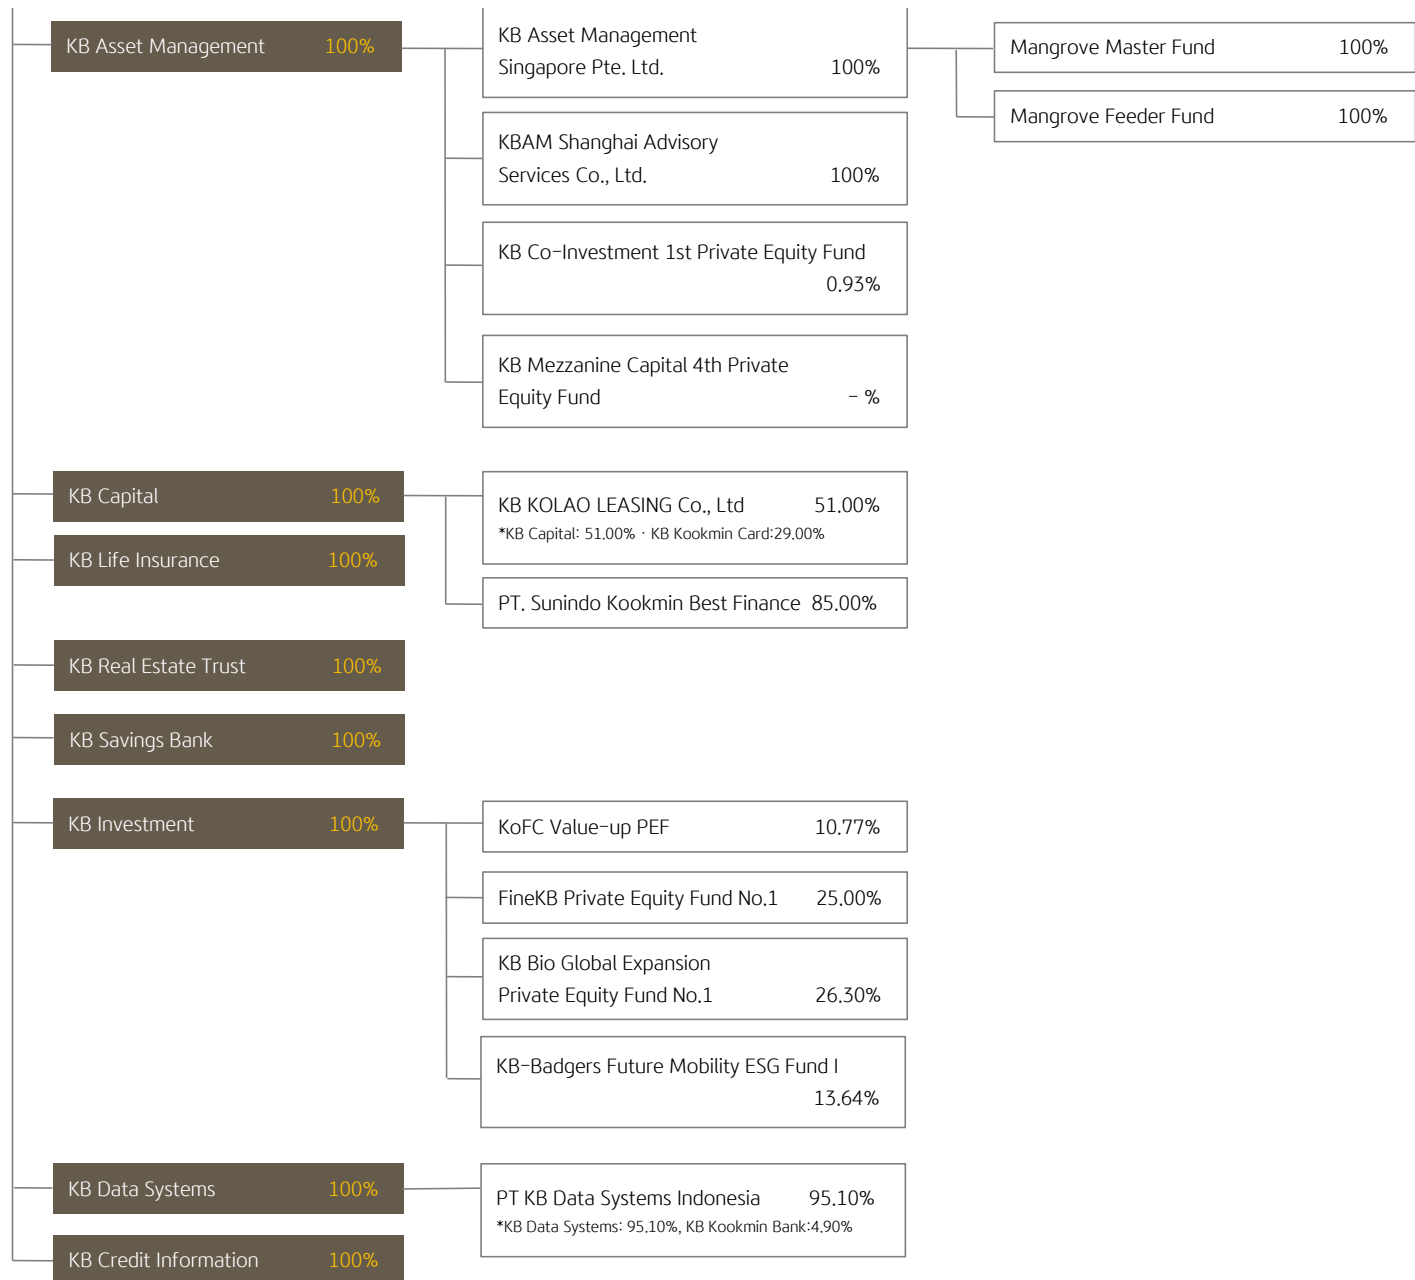 KB Asset Management 100%
KB Asset Management
Singapore Pte. Ltd. 100%
Mangrove Master Fund 100%
Mangrove Feeder Fund 100%
KBAM Shanghai Advisory
Services Co., Ltd. 100%
KB Co-Investment 1st Private Equity Fund
0.93%
KB Mezzanine Capital 4th Private
Equity Fund - %
KB Capital 100%
KB KOLAO LEASING Co., Ltd 51.00%
*KB Capital: 51.00% · KB Kookmin Card:29.00%
PT. Sunindo Kookmin Best Finance 85.00%
KB Life Insurance 100%
KB Real Estate Trust 100%
KB Savings Bank 100%
KB Investment 100%
KoFC Value-up PEF 10.77%
FineKB Private Equity Fund No.1 25.00%
KB Bio Global Expansion
Private Equity Fund No.1 26.30%
KB-Badgers Future Mobility ESG Fund I
13.64%
KB Data Systems 100%
PT KB Data Systems Indonesia 95.10%
*KB Data Systems: 95.10%, KB Kookmin Bank:4.90%
KB Credit Information 100%